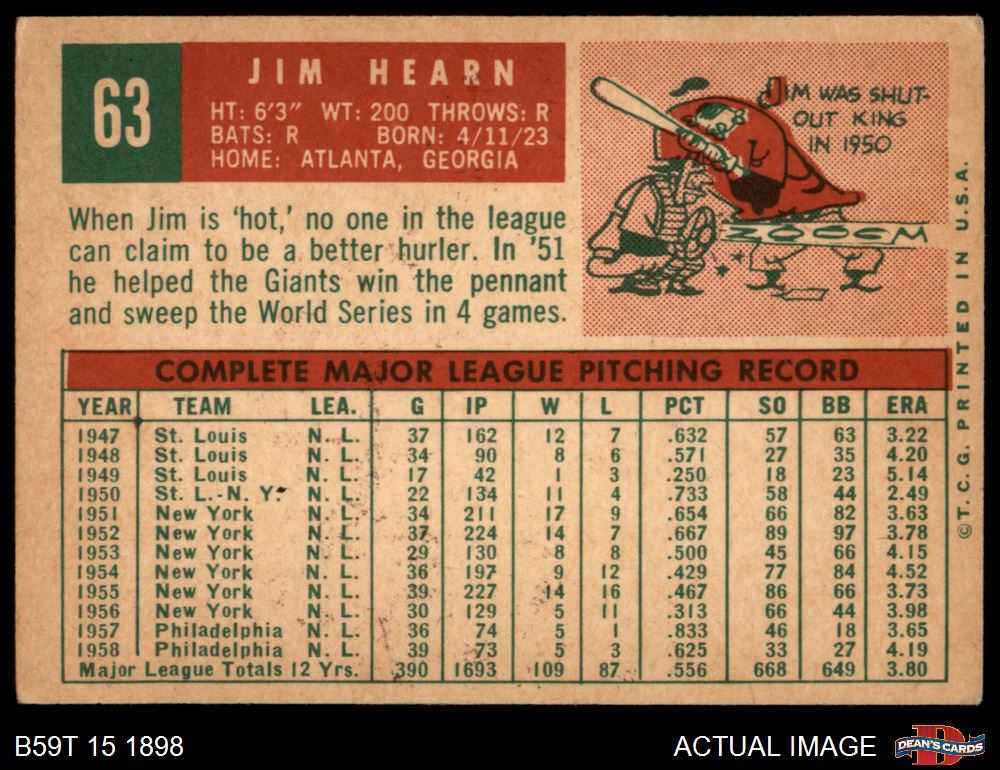 63
JIM HEARN
HT: 6'3" WT: 200 THROWS: R
BATS: R BORN: 4/11/23
HOME: ATLANTA, GEORGIA
JIM WAS SHUT-
OUT KING
IN 1950
ZOOOM
When Jim is 'hot,' no one in the league
can claim to be a better hurler. In '51
he helped the Giants win the pennant
and sweep the World Series in 4 games.
COMPLETE MAJOR LEAGUE PITCHING RECORD
YEAR TEAM LEA. G IP W L PCT SO BB ERA
1947 St. Louis N. L. 37 162 12 7 .632 57 63 3.22
1948 St. Louis N. L. 34 90 8 6 .571 27 35 4.20
1949 St. Louis N. L. 17 42 1 3 .250 18 23 5.14
1950 St. L.-N. Y. N. L. 22 134 11 4 .733 58 44 2.49
1951 New York N. L. 34 211 17 9 .654 66 82 3.63
1952 New York N. L. 37 224 14 7 .667 89 97 3.78
1953 New York N. L. 29 130 8 8 .500 45 66 4.15
1954 New York N. L. 36 197 9 12 .429 77 84 4.52
1955 New York N. L. 39 227 14 16 .467 86 66 3.73
1956 New York N. L. 30 129 5 11 .313 66 44 3.98
1957 Philadelphia N. L. 36 74 5 1 .833 46 18 3.65
1958 Philadelphia N. L. 39 73 5 3 .625 33 27 4.19
Major League Totals 12 Yrs. 390 1693 109 87 .556 668 649 3.80
©T. C. G. PRINTED IN U. S. A.
B59T 15 1898
ACTUAL IMAGE
DEAN'S CARDS